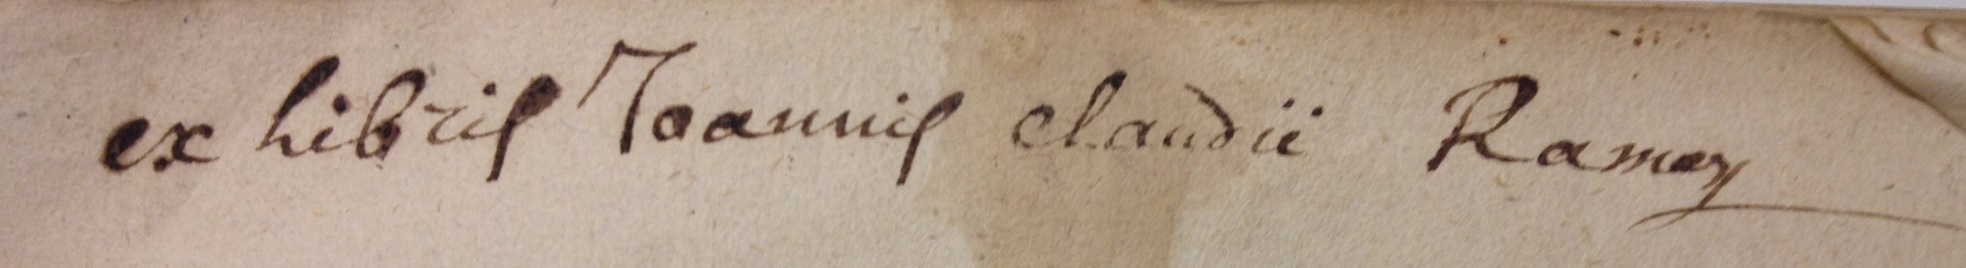 ex libris Joannis claudii Ramey